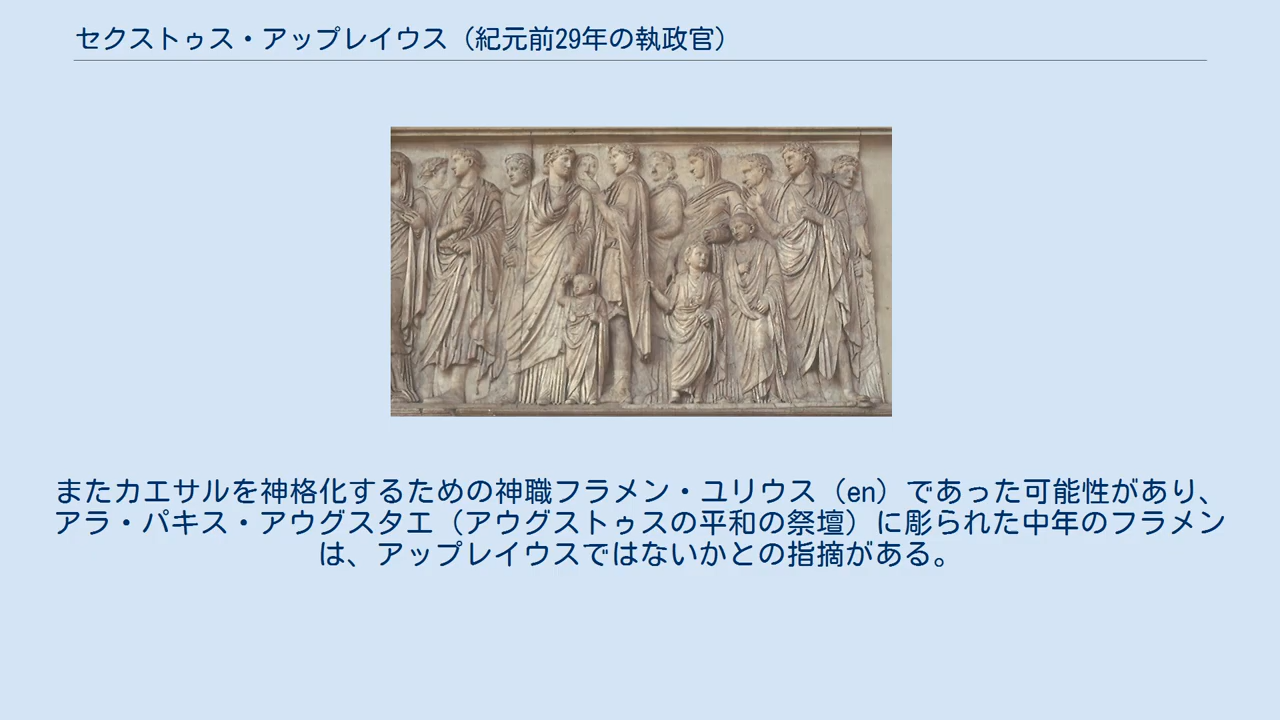 セクストゥス・アップレイウス（紀元前29年の執政官）
またカエサルを神格化するための神職フラメン・ユリウス（en）であった可能性があり、
アラ・パキス・アウグスタエ（アウグストゥスの平和の祭壇）に彫られた中年のフラメン
は、アップレイウスではないかとの指摘がある。